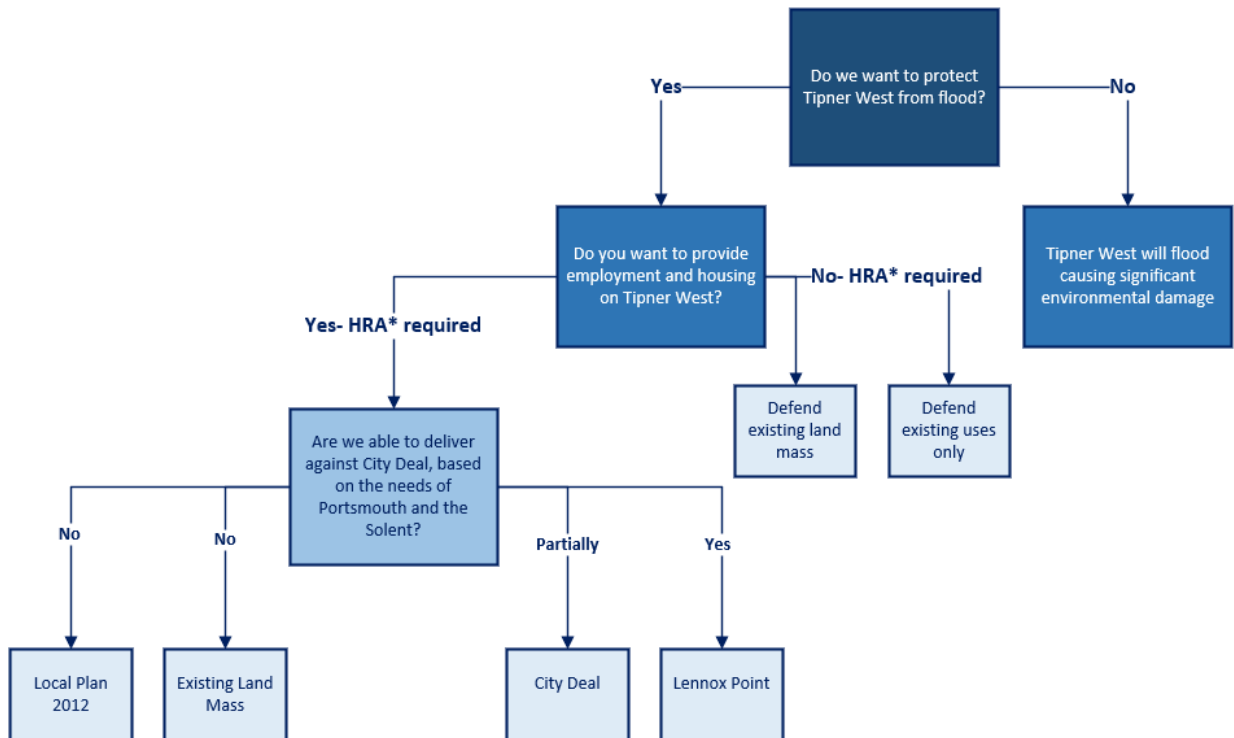 Do we want to protect
Tipner West from flood?
Yes
No
Do you want to provide
employment and housing
on Tipner West?
Tipner West will flood
causing significant
environmental damage
No- HRA* required
Yes- HRA* required
Defend
existing land
mass
Defend
existing uses
only
Are we able to deliver
against City Deal, based
on the needs of
Portsmouth and the
Solent?
No
No
Partially
Yes
Local Plan
2012
Existing Land
Mass
City Deal
Lennox Point